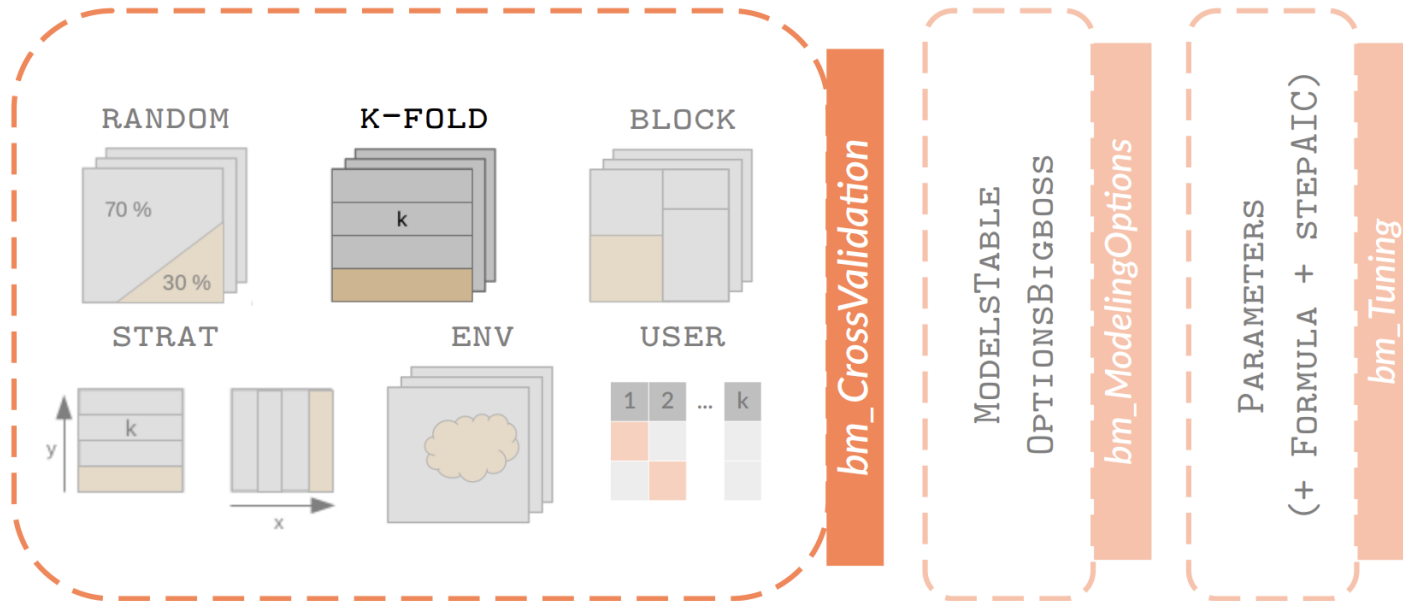 RANDOM
K-FOLD
BLOCK
70 %
30 %
k
STRAT
ENV
USER
k
y
x
1 2 ... k
bm_CrossValidation
MODELSTABLE
OPTIONSBIGBOSS
bm_ModelingOptions
PARAMETERS
(+ FORMULA + STEPAIC)
bm_Tuning